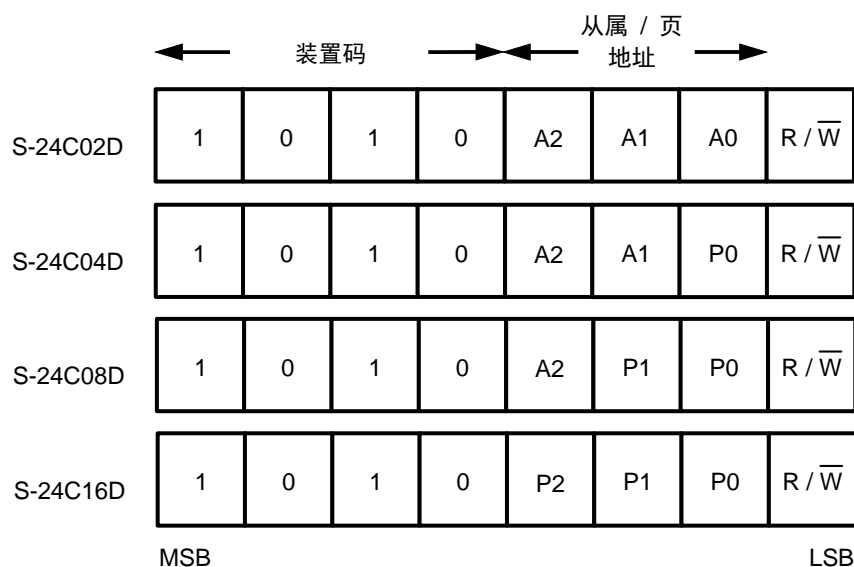 从属 / 页
装置码 地址
S-24C02D 1 0 1 0 A2 A1 A0 R / W̅
S-24C04D 1 0 1 0 A2 A1 P0 R / W̅
S-24C08D 1 0 1 0 A2 P1 P0 R / W̅
S-24C16D 1 0 1 0 P2 P1 P0 R / W̅
MSB LSB